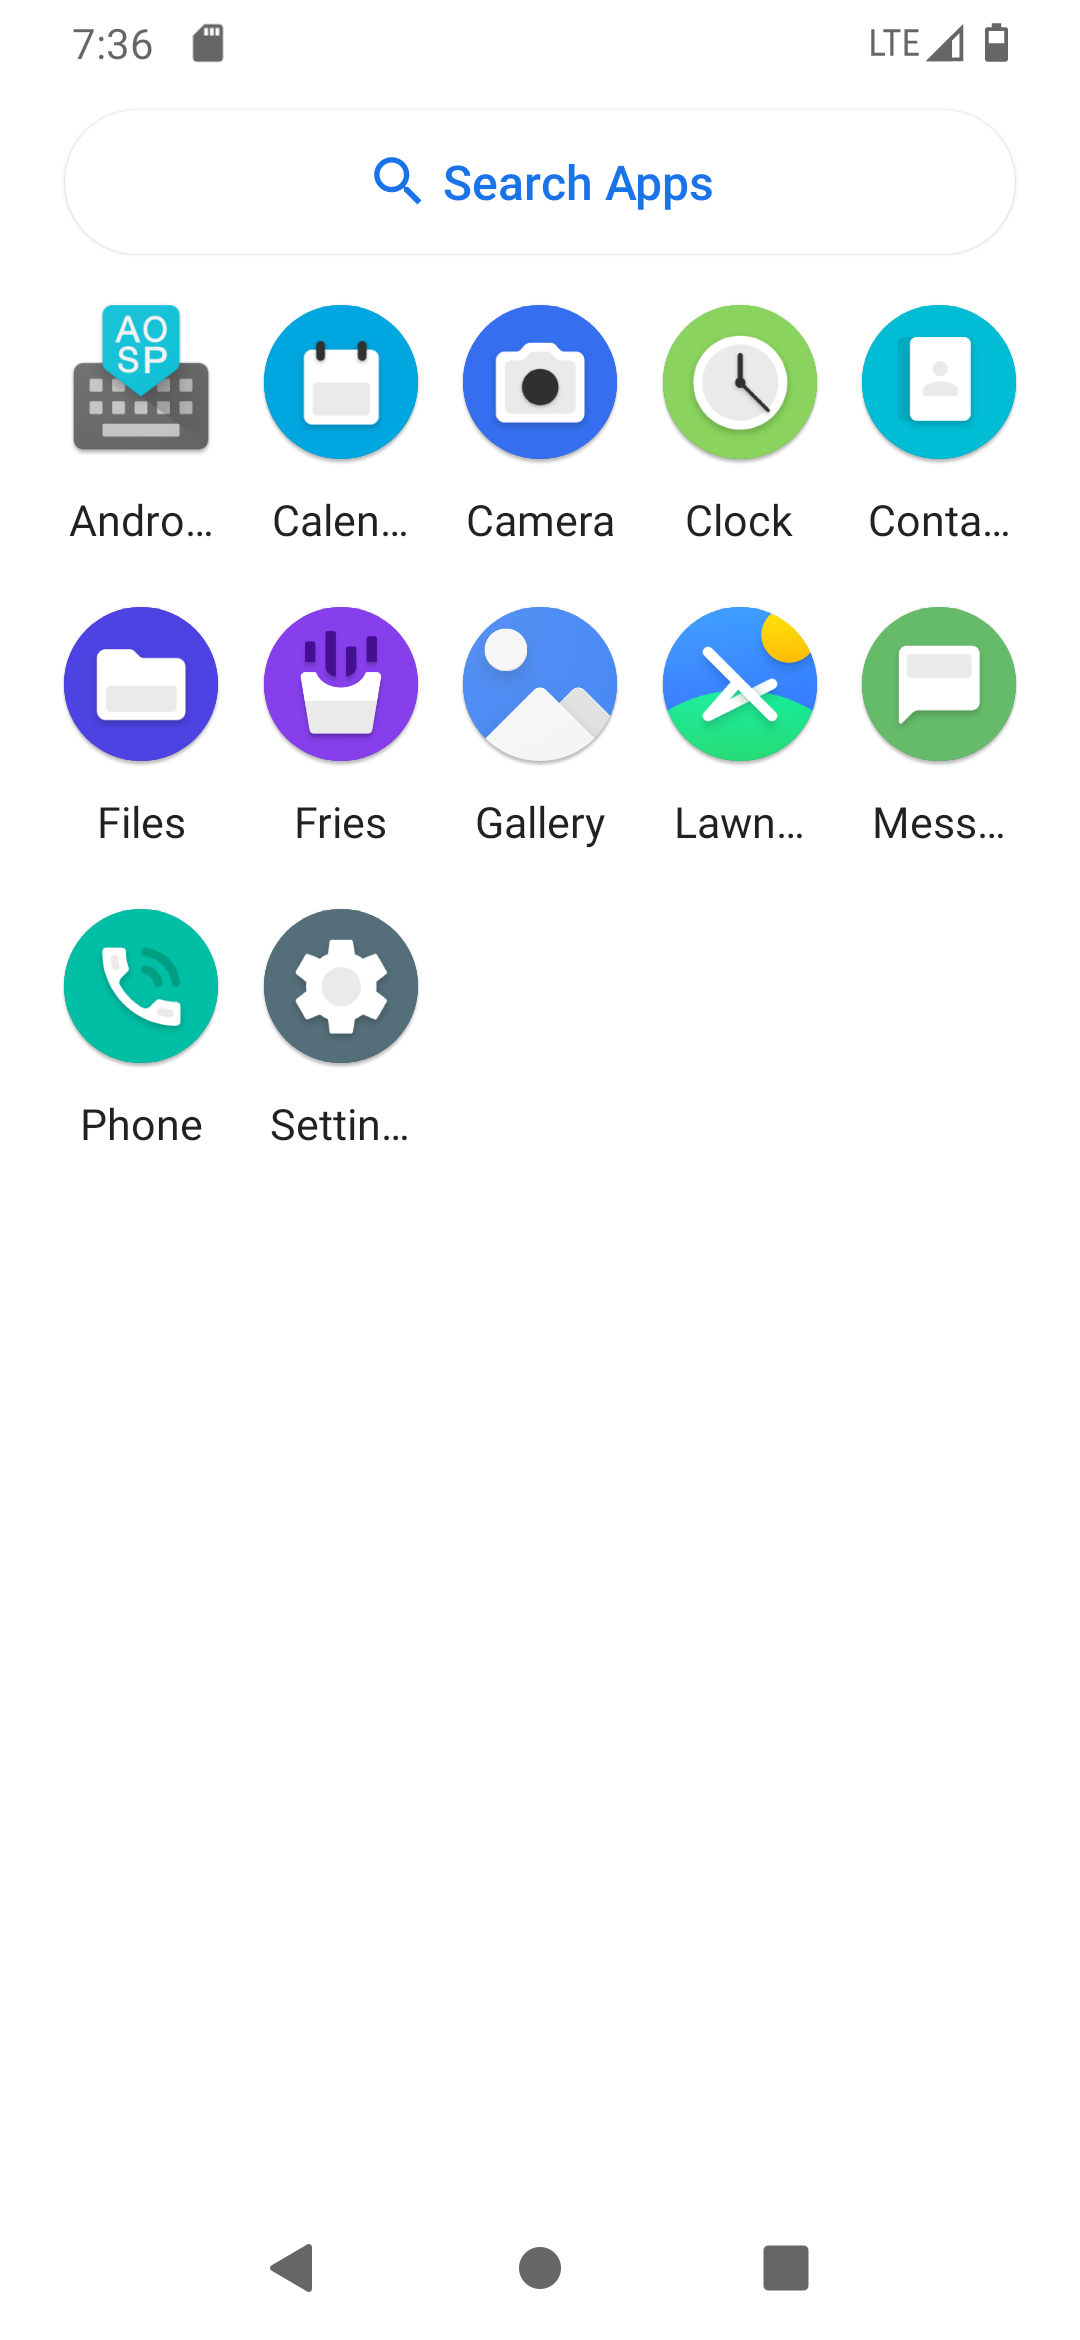 7:36 LTE
Search Apps
AO
SP
Andro... Calen... Camera Clock Conta...
Files Fries Gallery Lawn... Mess...
Phone Settin...